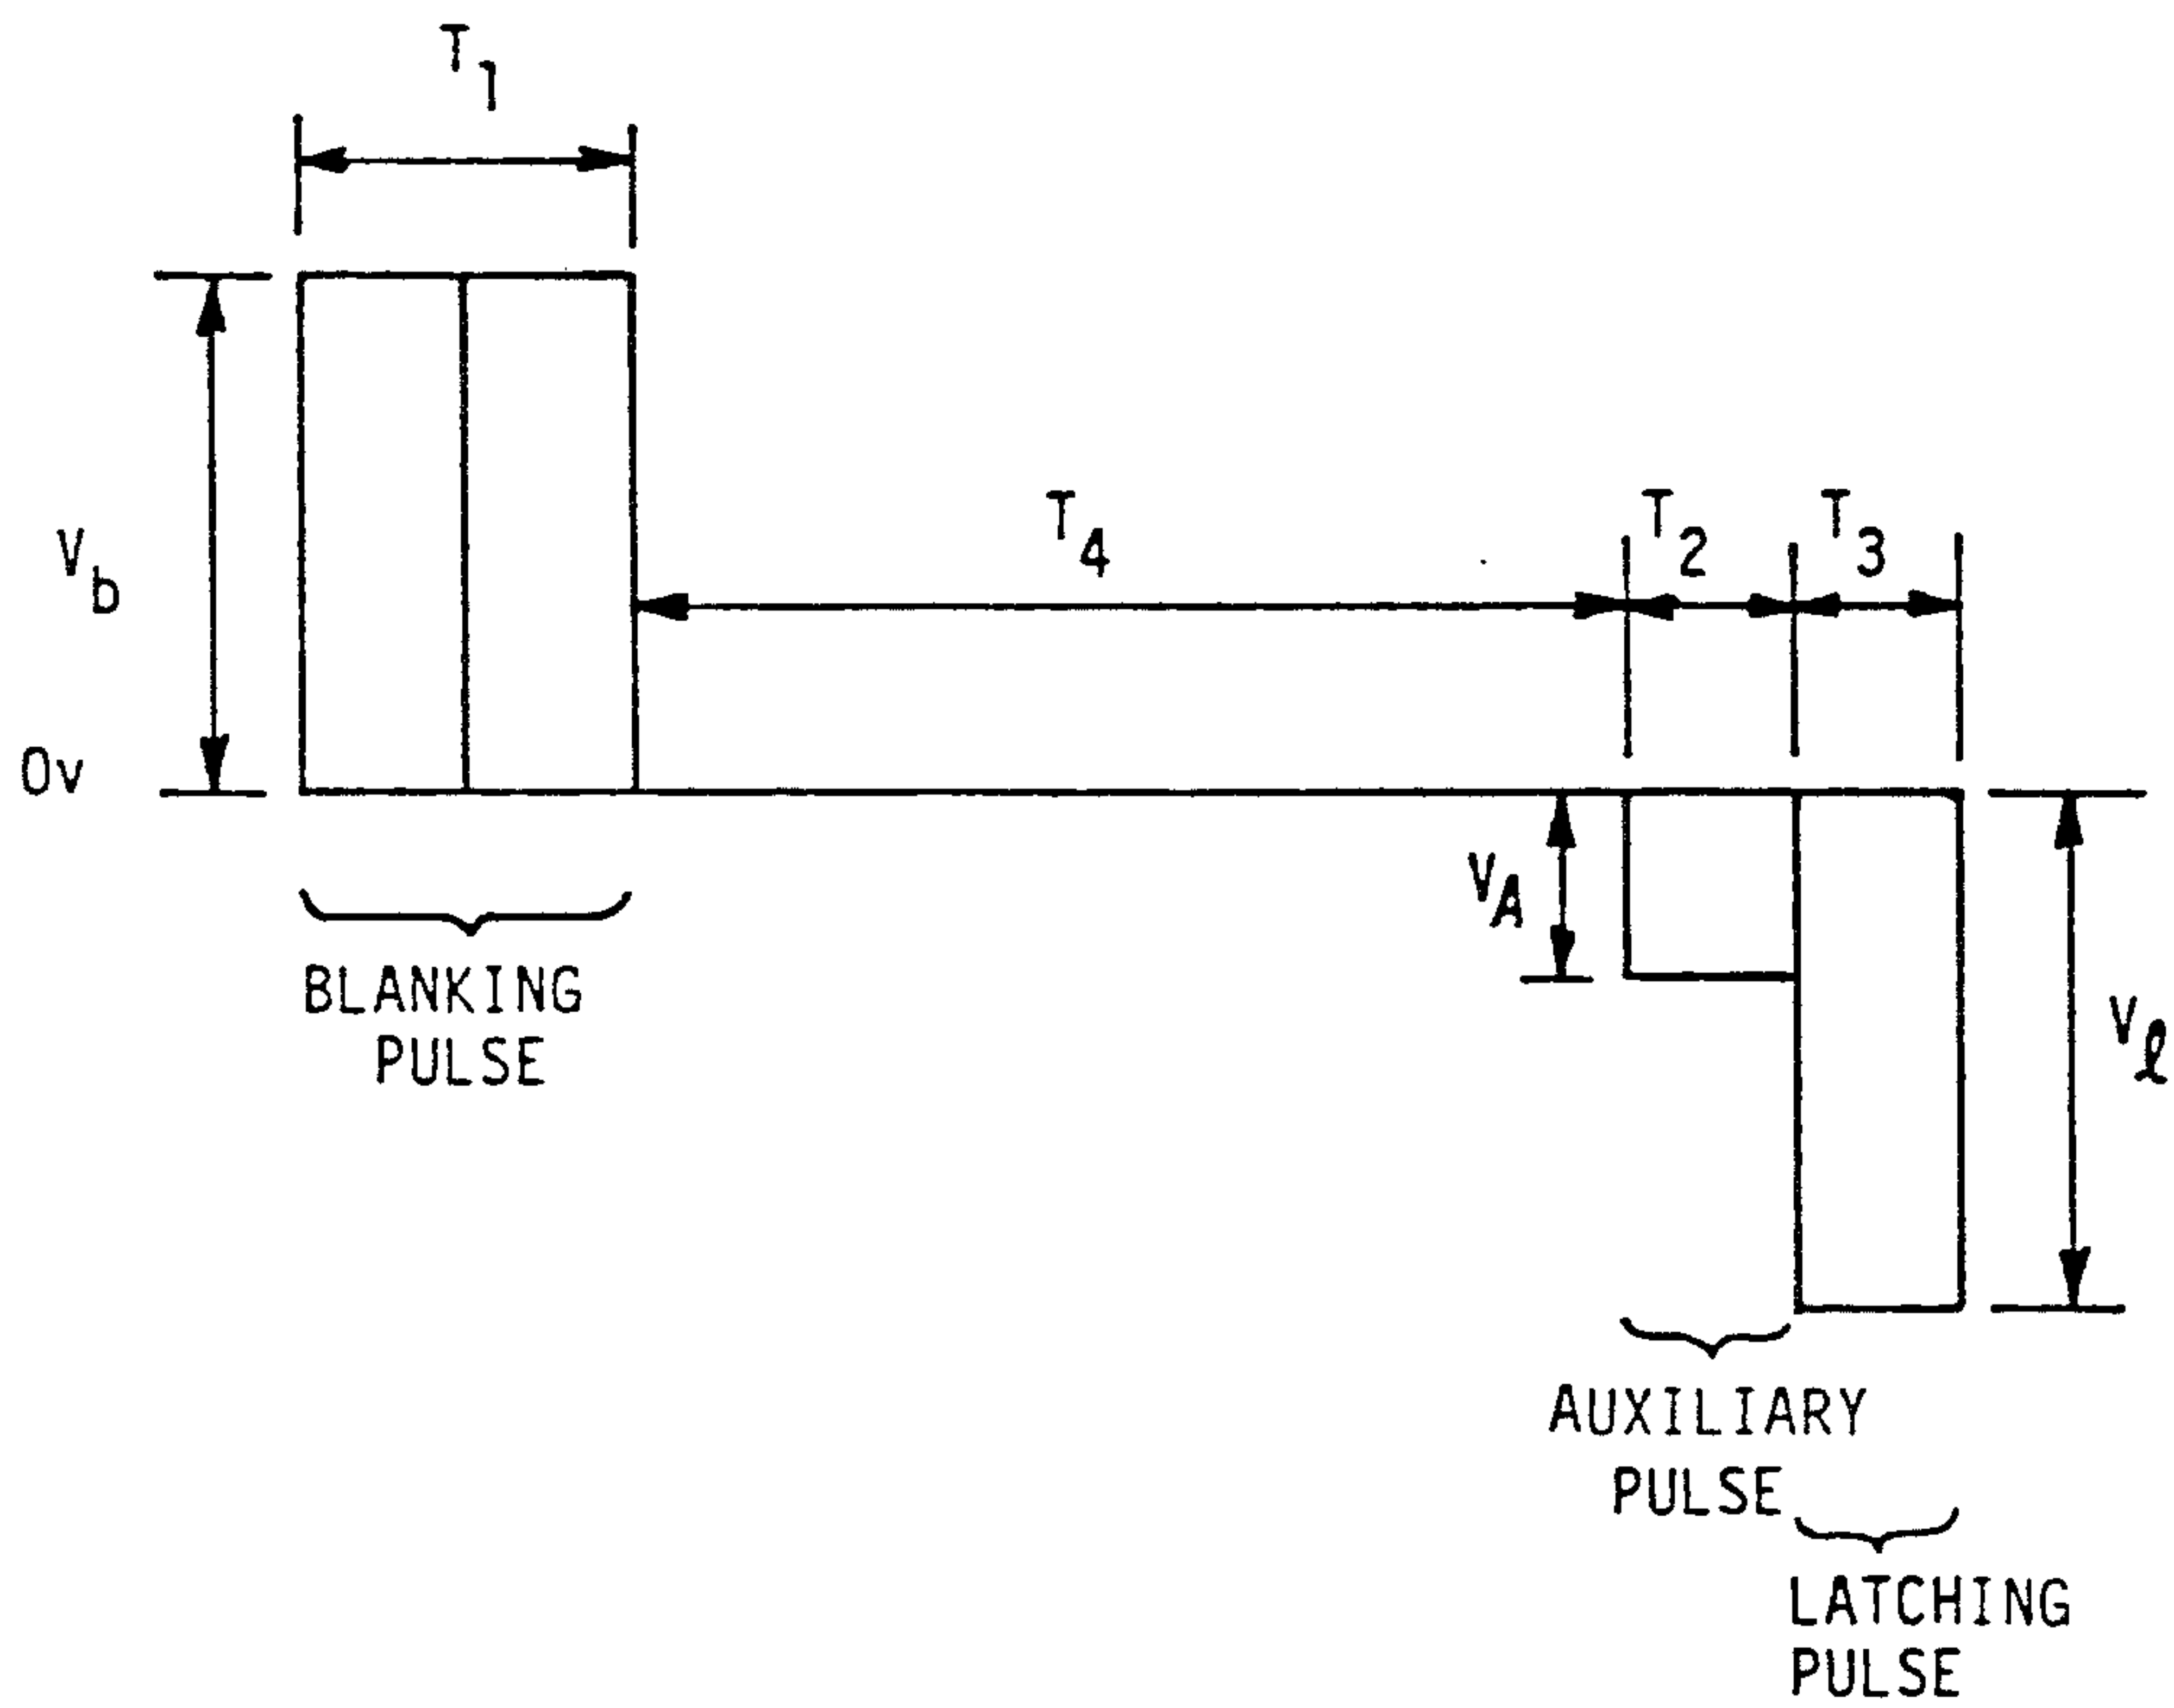 T1
T4
T2
T3
Vb
0v
VA
Vℓ
BLANKING
PULSE
AUXILIARY
PULSE
LATCHING
PULSE